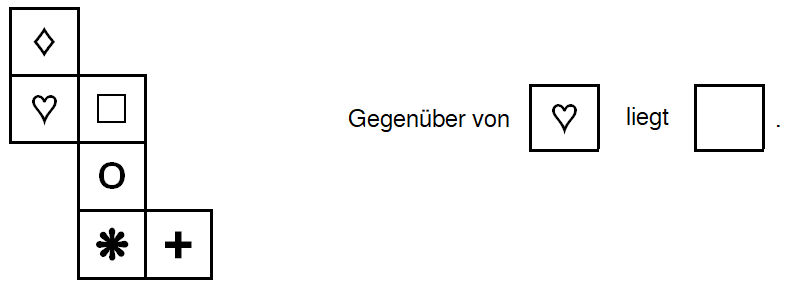 ◊
♡ □
Gegenüber von ♡ liegt □ .
O
❋ +